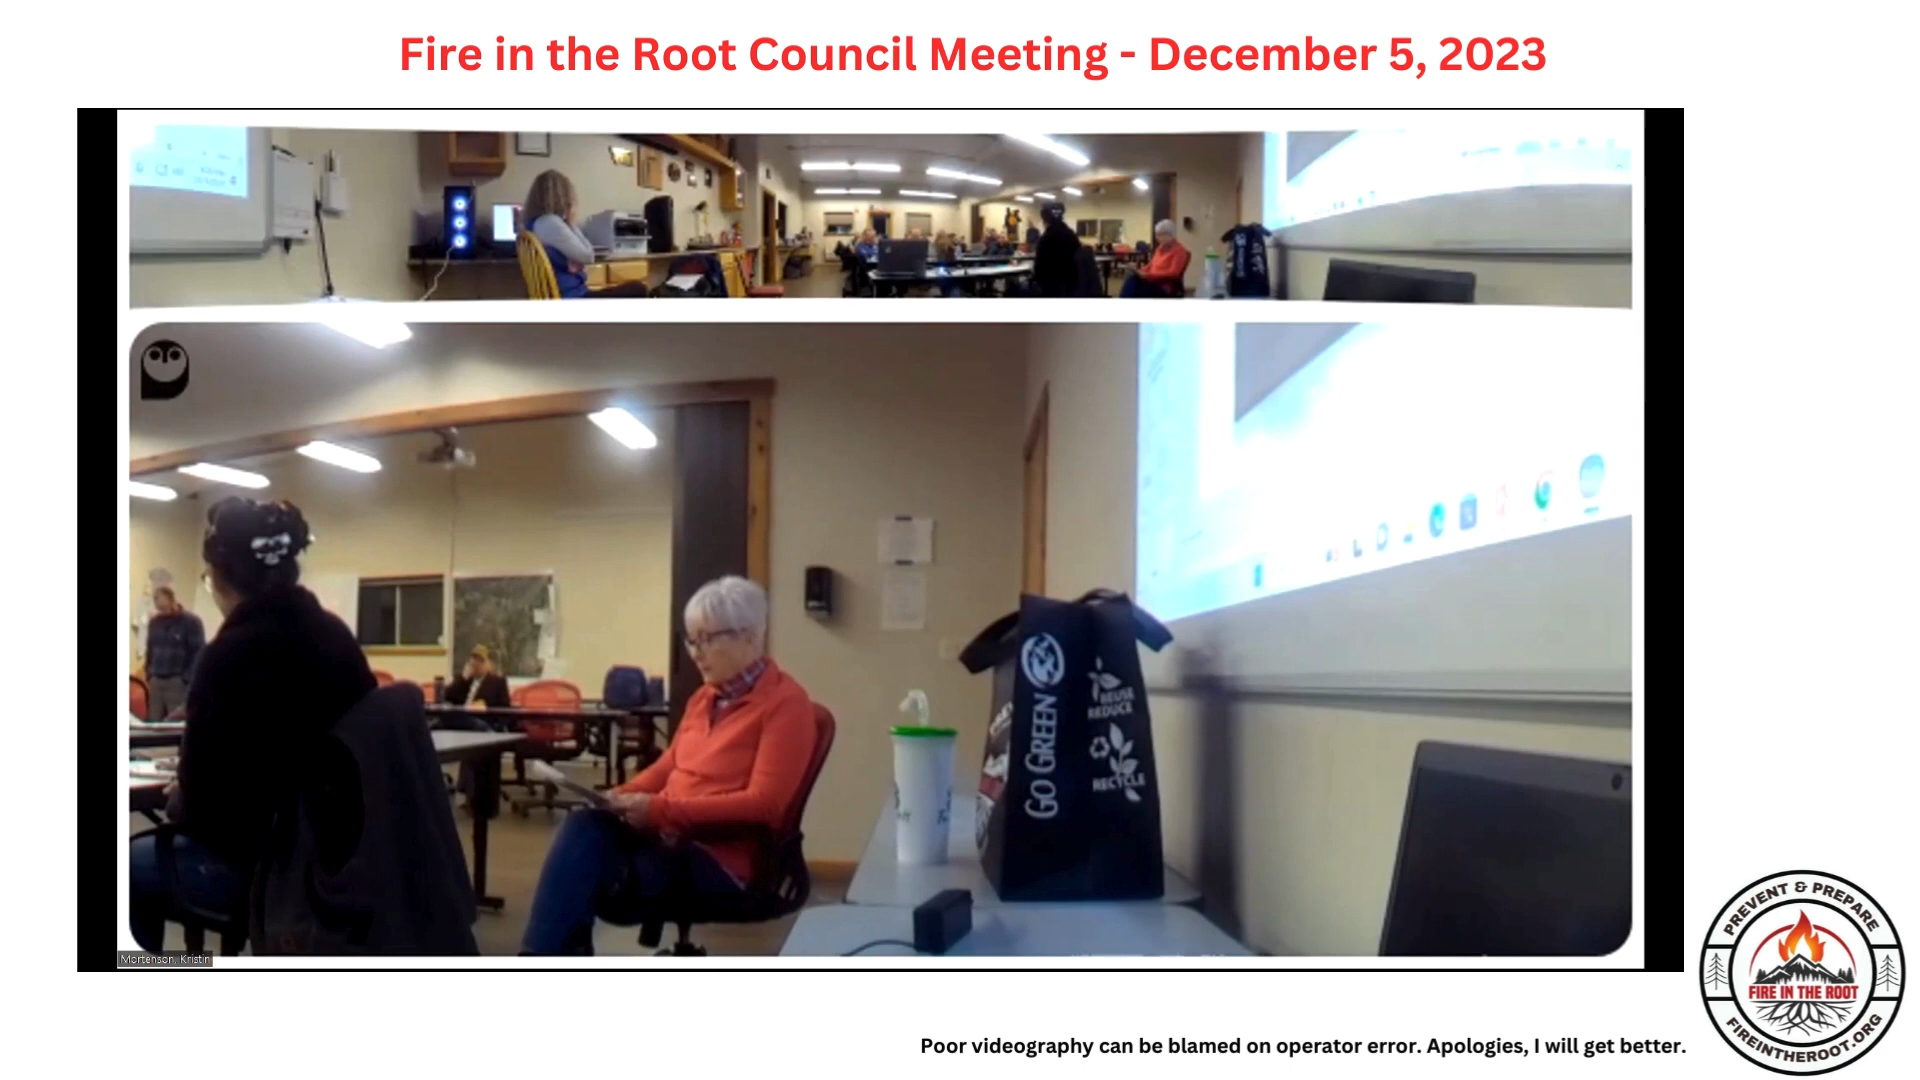 Fire in the Root Council Meeting - December 5, 2023
GO GREEN
REUSE
REDUCE
RECYCLE
Mortenson, Kristin
PREVENT & PREPARE
FIRE IN THE ROOT
FIREINTHEROOT.ORG
Poor videography can be blamed on operator error. Apologies, I will get better.